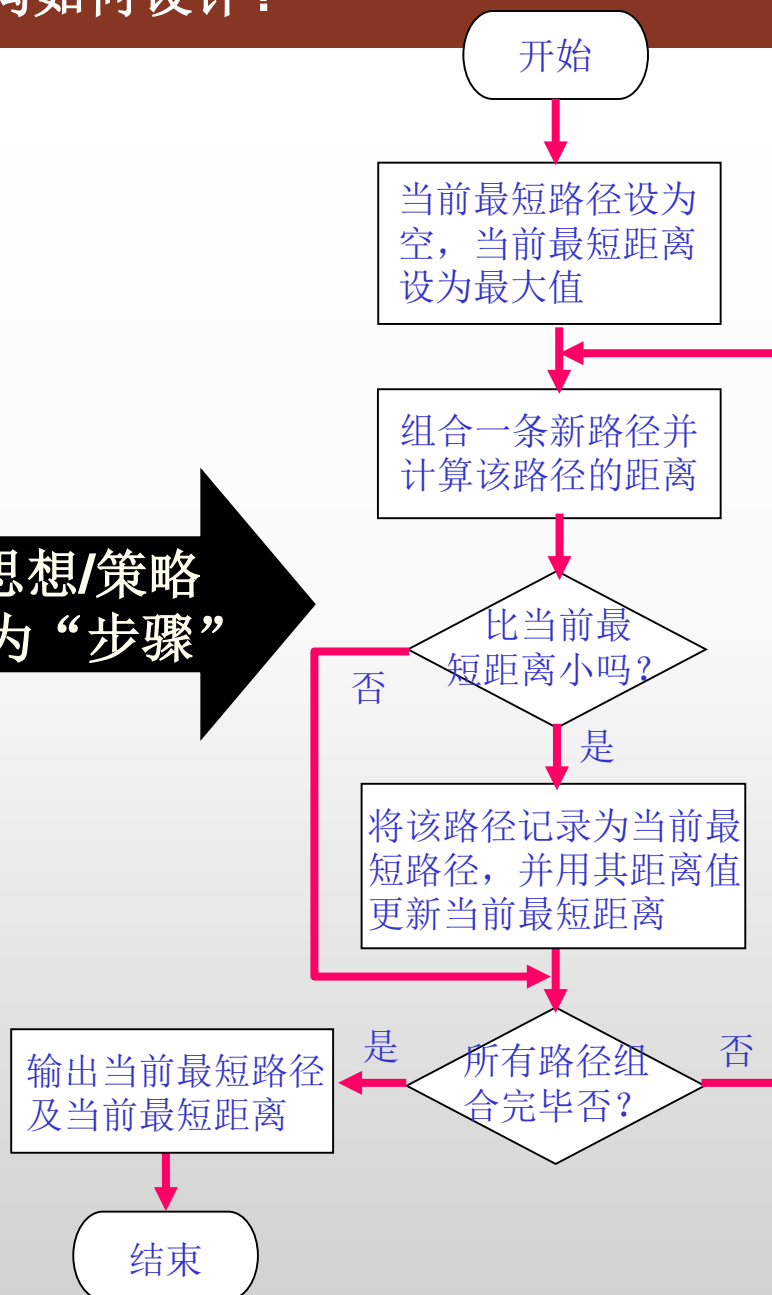 如何设计？
开始
当前最短路径设为
空，当前最短距离
设为最大值
组合一条新路径并
计算该路径的距离
思想/策略
为“步骤”
比当前最
短距离小吗？
否
是
将该路径记录为当前最
短路径，并用其距离值
更新当前最短距离
所有路径组
合完毕否？
是
否
输出当前最短路径
及当前最短距离
结束